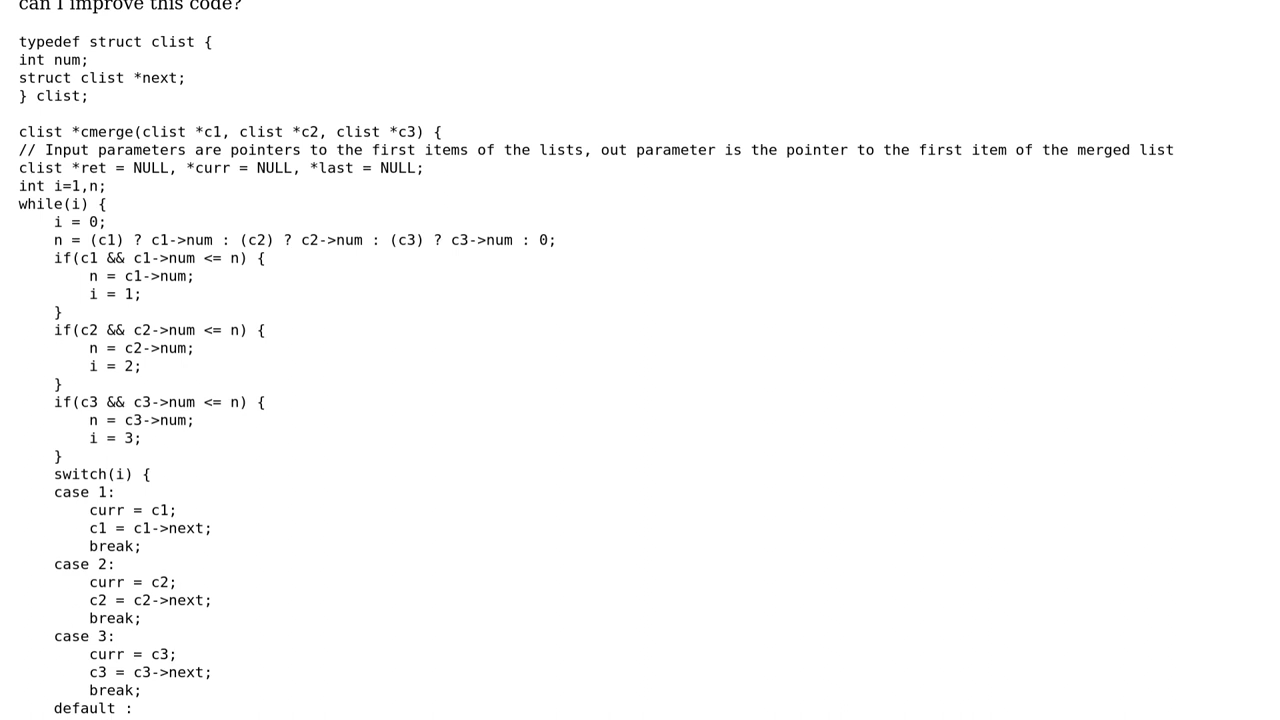 can I improve this code?
typedef struct clist {
int num;
struct clist *next;
} clist;
clist *cmerge(clist *c1, clist *c2, clist *c3) {
// Input parameters are pointers to the first items of the lists, out parameter is the pointer to the first item of the merged list
clist *ret = NULL, *curr = NULL, *last = NULL;
int i=1,n;
while(i) {
    i = 0;
    n = (c1) ? c1->num : (c2) ? c2->num : (c3) ? c3->num : 0;
    if(c1 && c1->num <= n) {
        n = c1->num;
        i = 1;
    }
    if(c2 && c2->num <= n) {
        n = c2->num;
        i = 2;
    }
    if(c3 && c3->num <= n) {
        n = c3->num;
        i = 3;
    }
    switch(i) {
    case 1:
        curr = c1;
        c1 = c1->next;
        break;
    case 2:
        curr = c2;
        c2 = c2->next;
        break;
    case 3:
        curr = c3;
        c3 = c3->next;
        break;
    default :